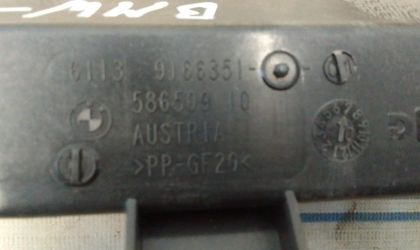 BMW-
6113 9166351-
586509 10
AUSTRIA
>PP-GF20<